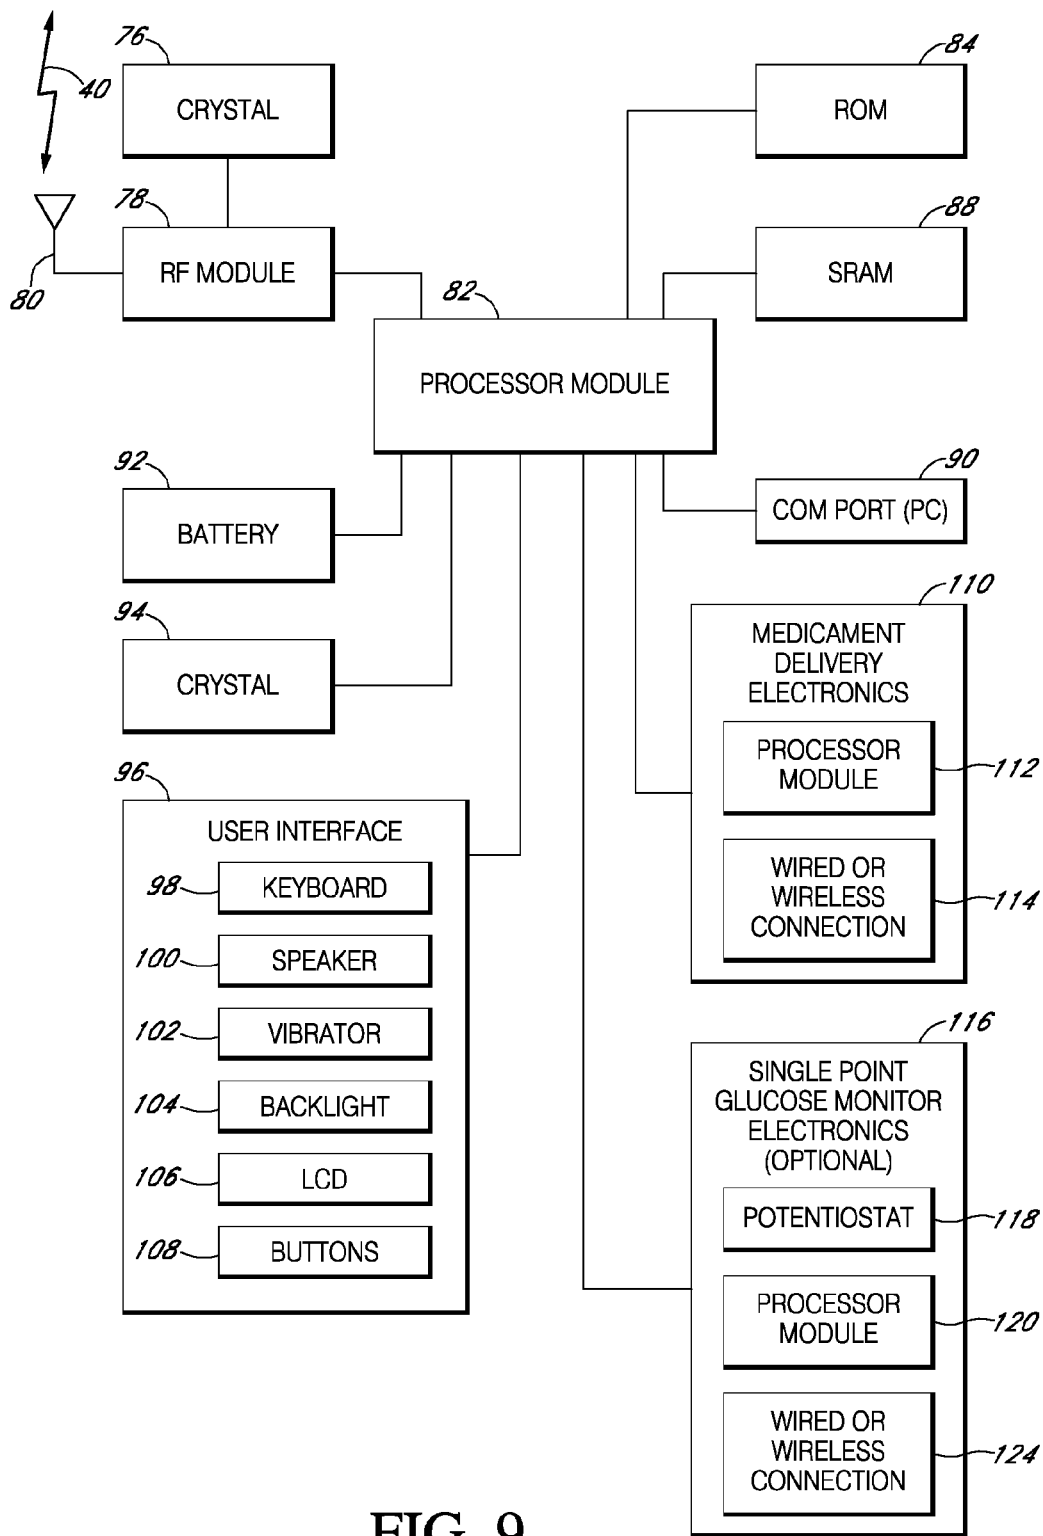 76
84
40
CRYSTAL
ROM
78
88
RF MODULE
SRAM
80
82
PROCESSOR MODULE
92
90
BATTERY
COM PORT (PC)
94
110
CRYSTAL
MEDICAMENT
DELIVERY
ELECTRONICS
PROCESSOR
MODULE
112
WIRED OR
WIRELESS
CONNECTION
114
96
USER INTERFACE
98
KEYBOARD
100
SPEAKER
102
VIBRATOR
104
BACKLIGHT
106
LCD
108
BUTTONS
116
SINGLE POINT
GLUCOSE MONITOR
ELECTRONICS
(OPTIONAL)
POTENTIOSTAT
118
PROCESSOR
MODULE
120
WIRED OR
WIRELESS
CONNECTION
124
FIG. 9